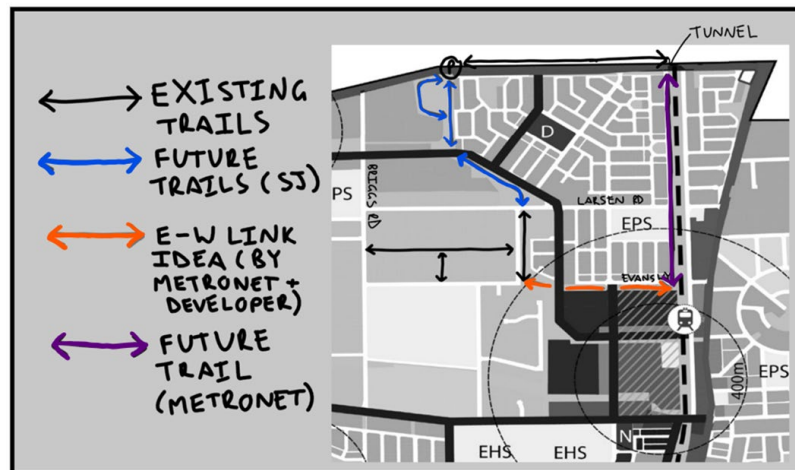 EXISTING
TRAILS
FUTURE
TRAILS (SJ)
E-W LINK
IDEA (BY
METRONET +
DEVELOPER)
FUTURE
TRAIL
(METRONET)
TUNNEL
P
D
BRIGGS RD
PS
LARSEN RD
EPS
EVANS WAY
EPS
400m
N
EHS
EHS